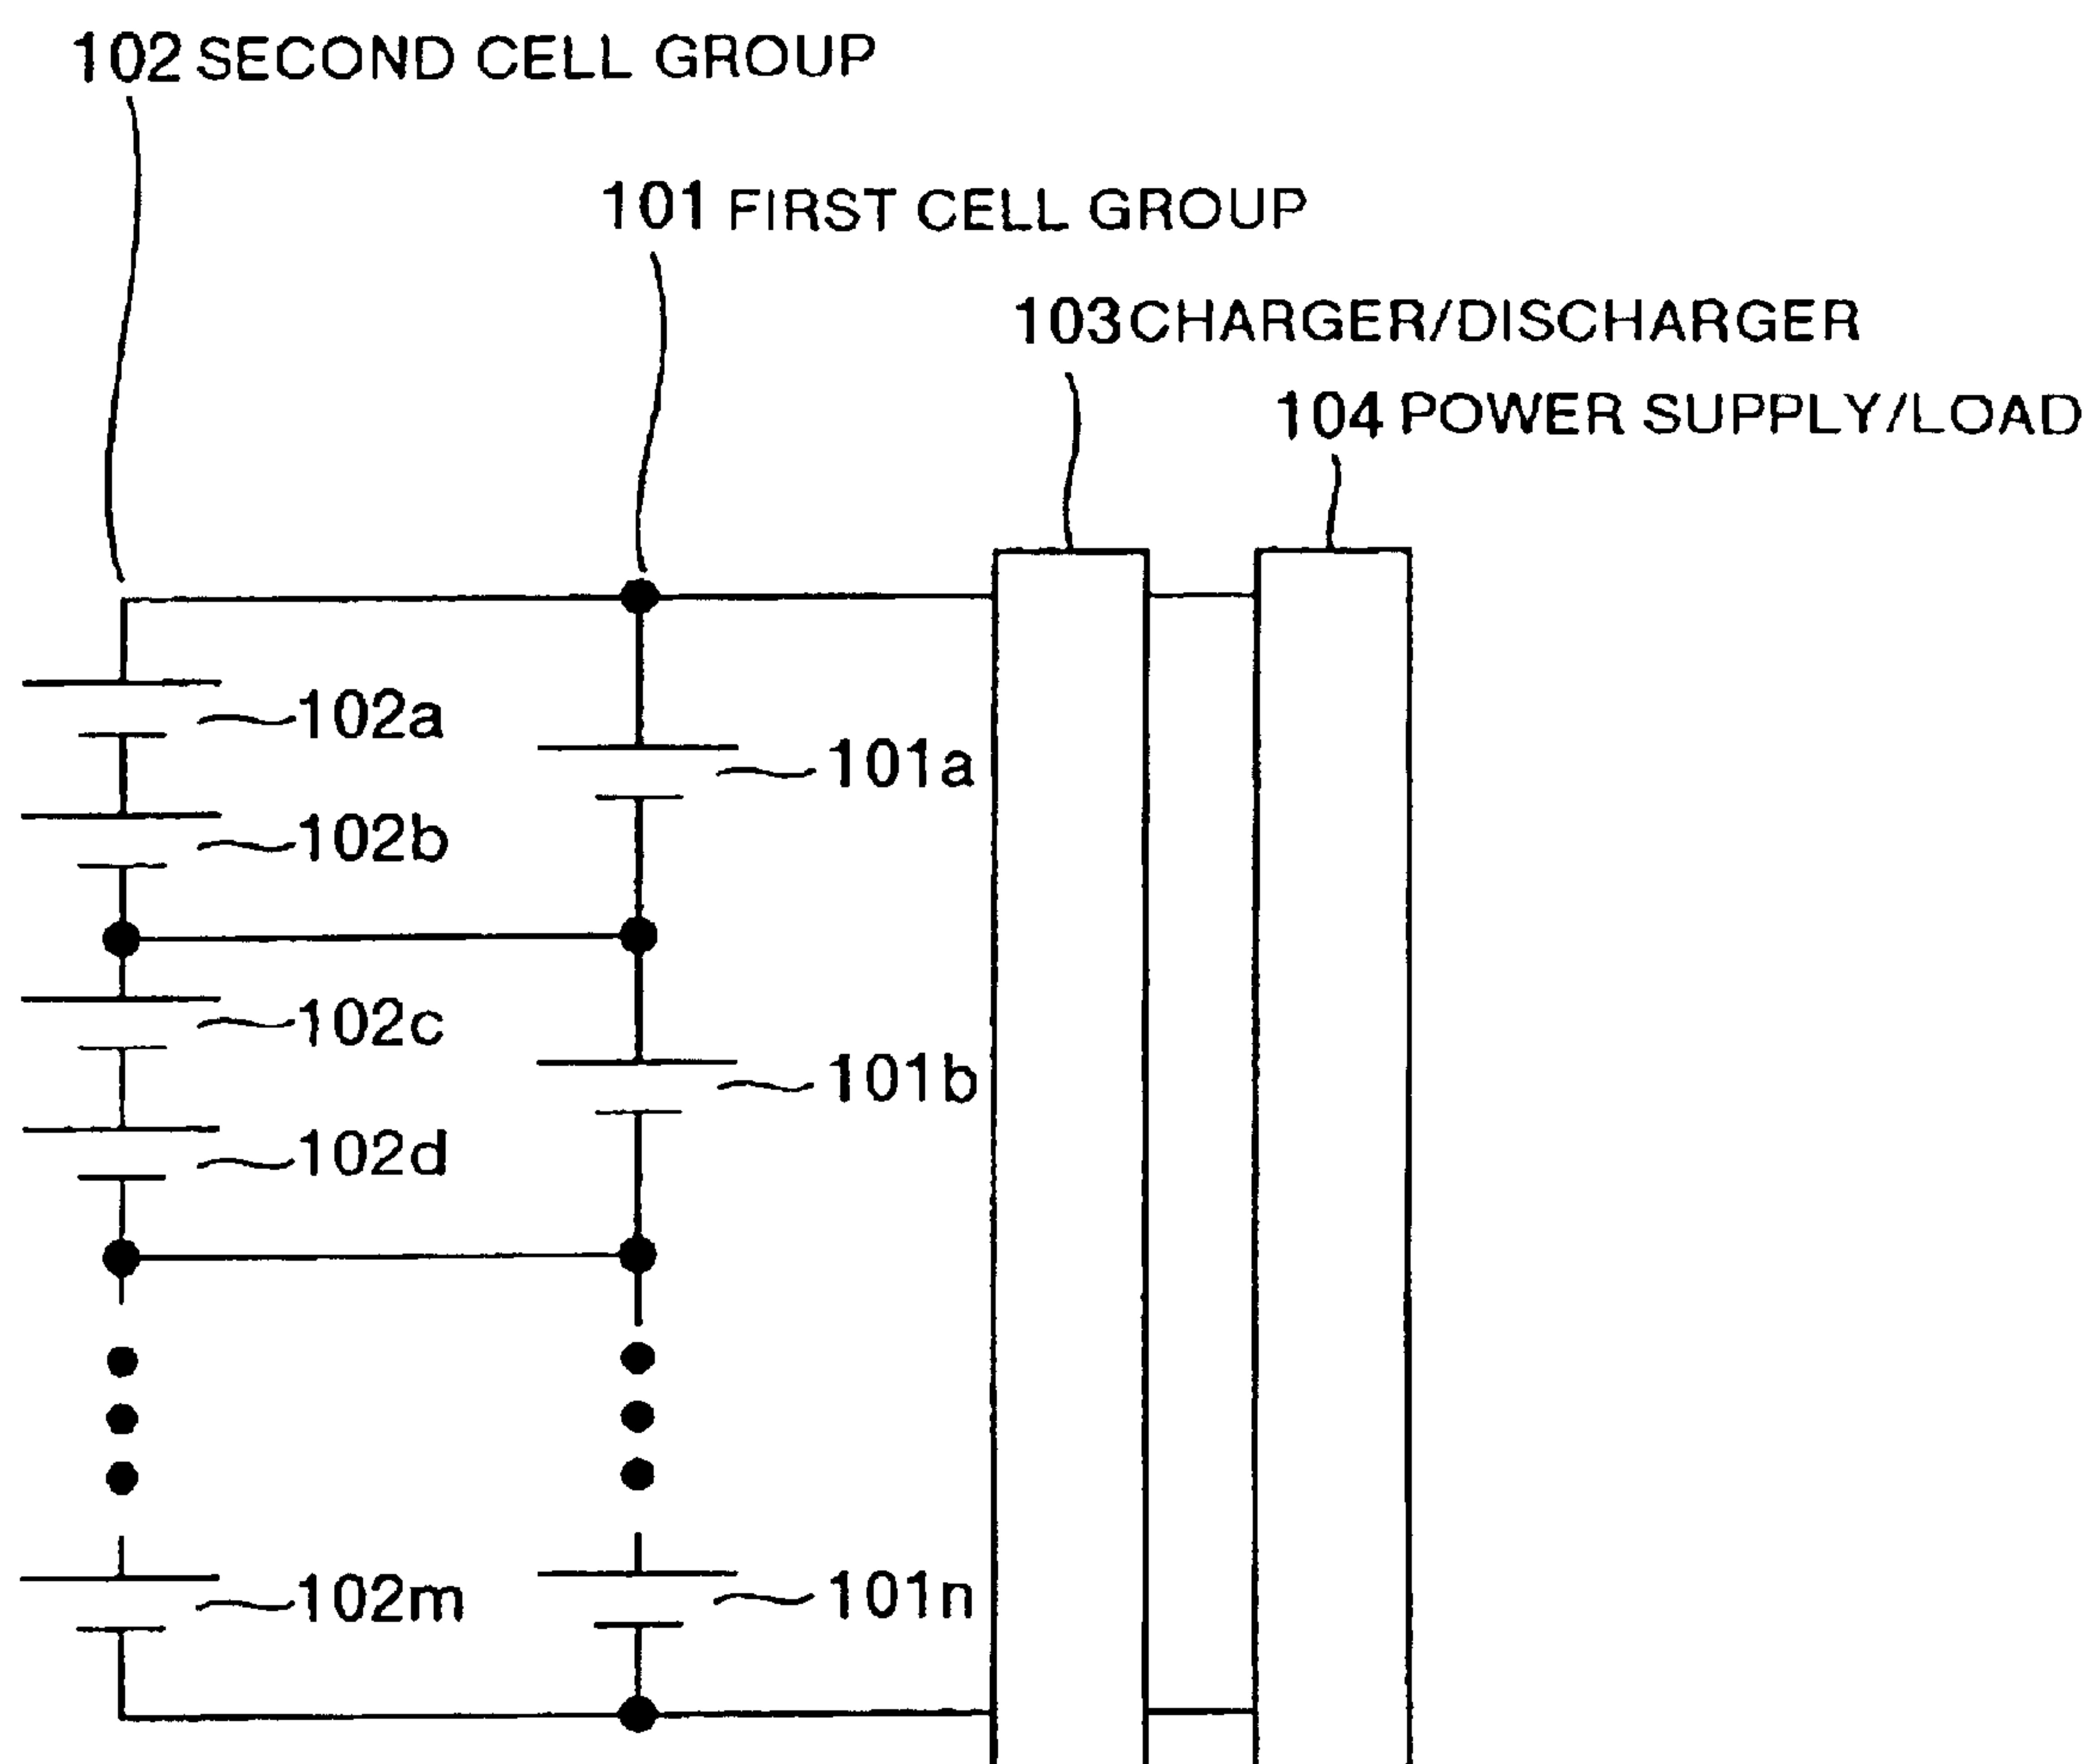 102 SECOND CELL GROUP
101 FIRST CELL GROUP
103 CHARGER/DISCHARGER
104 POWER SUPPLY/LOAD
102a
101a
102b
102c
101b
102d
102m
101n